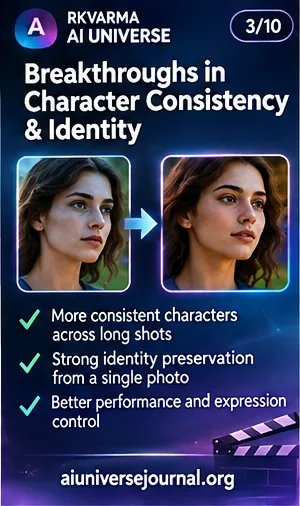 A
RKVARMA
AI UNIVERSE
3/10
Breakthroughs in
Character Consistency
& Identity
More consistent characters
across long shots
Strong identity preservation
from a single photo
Better performance and expression
control
aiuniversejournal.org